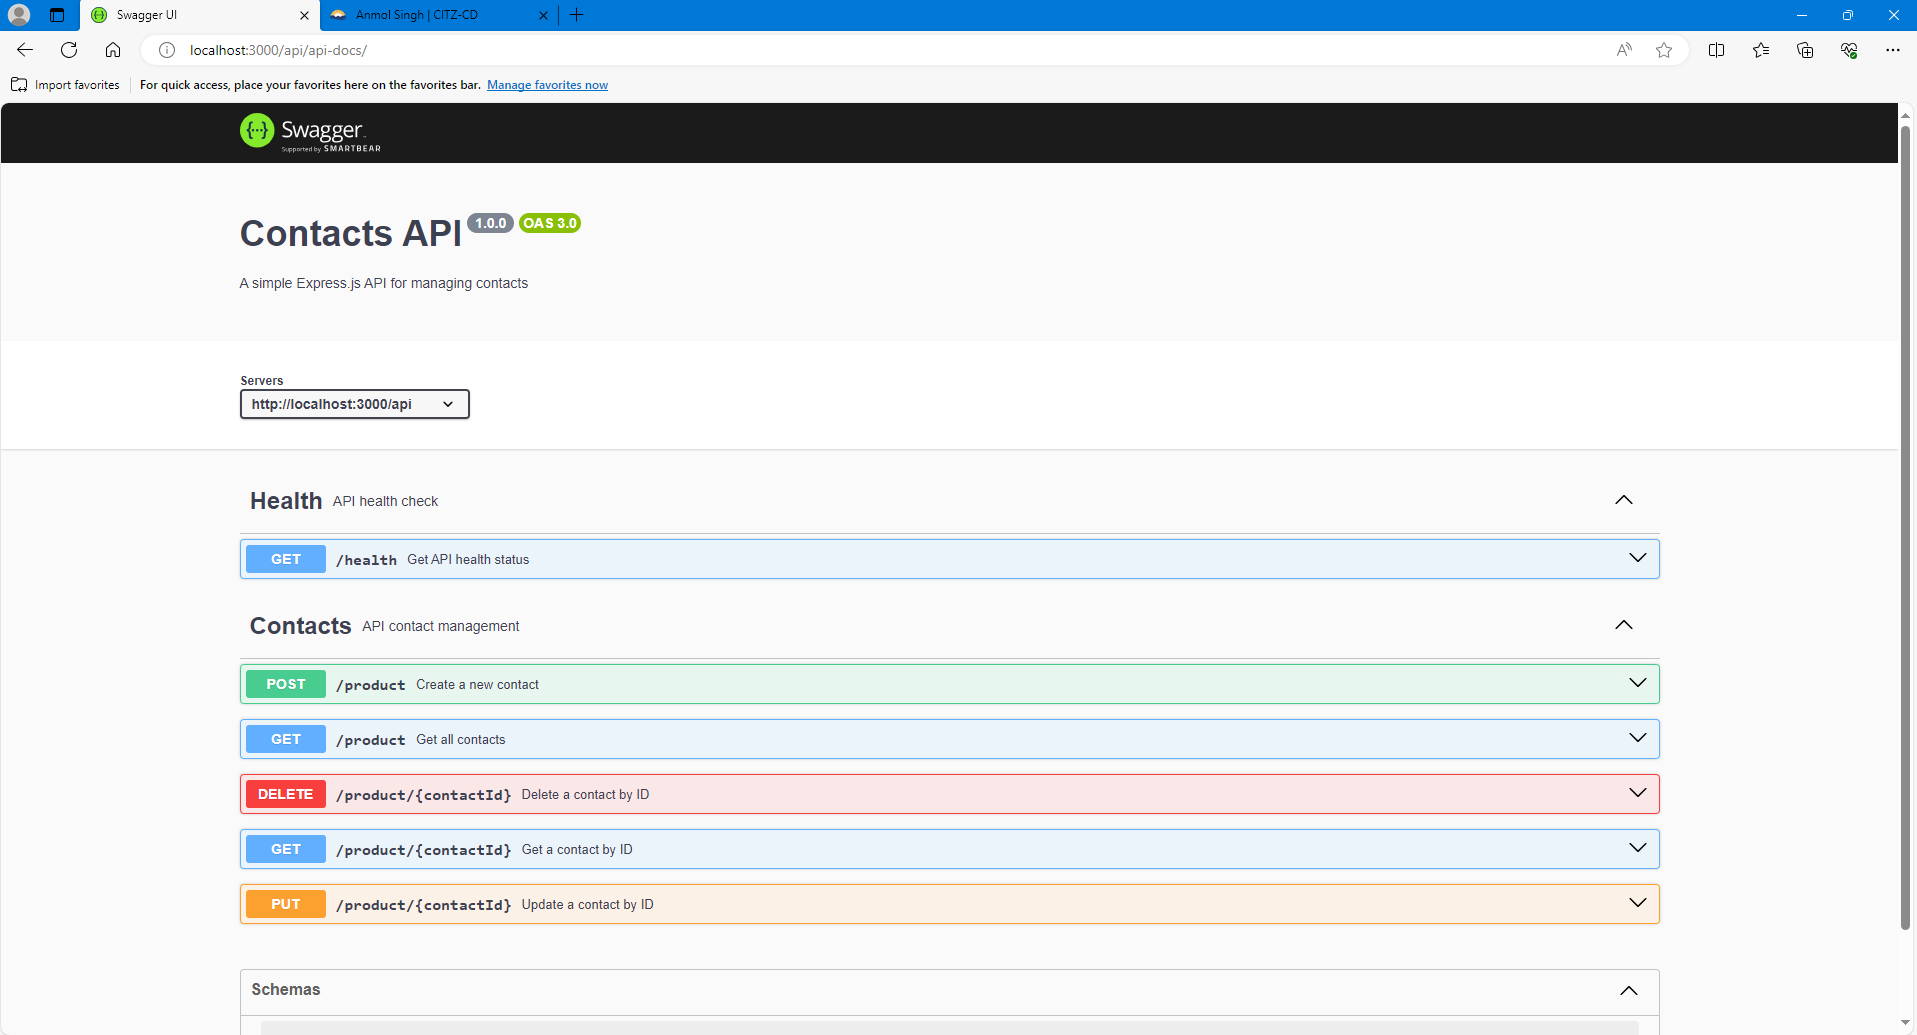 Swagger UI
Anmol Singh | CITZ-CD
localhost:3000/api/api-docs/
Import favorites
For quick access, place your favorites here on the favorites bar. Manage favorites now
Swagger
Supported by SMARTBEAR
Contacts API 1.0.0 OAS 3.0
A simple Express.js API for managing contacts
Servers
http://localhost:3000/api
Health API health check
GET /health Get API health status
Contacts API contact management
POST /product Create a new contact
GET /product Get all contacts
DELETE /product/{contactId} Delete a contact by ID
GET /product/{contactId} Get a contact by ID
PUT /product/{contactId} Update a contact by ID
Schemas